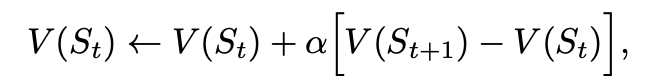 V(S_t) ← V(S_t) + α[V(S_{t+1}) − V(S_t)],